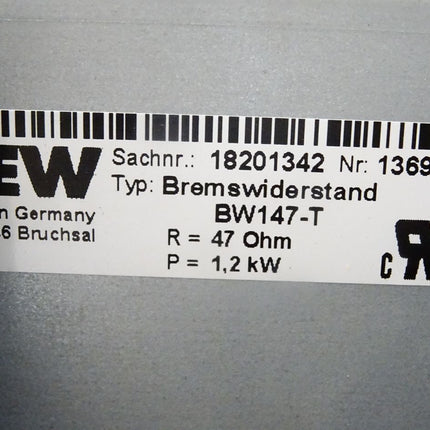 EW Sachnr.: 18201342 Nr: 1369
Typ: Bremswiderstand
n Germany BW147-T
6 Bruchsal R = 47 Ohm
P = 1,2 kW
c